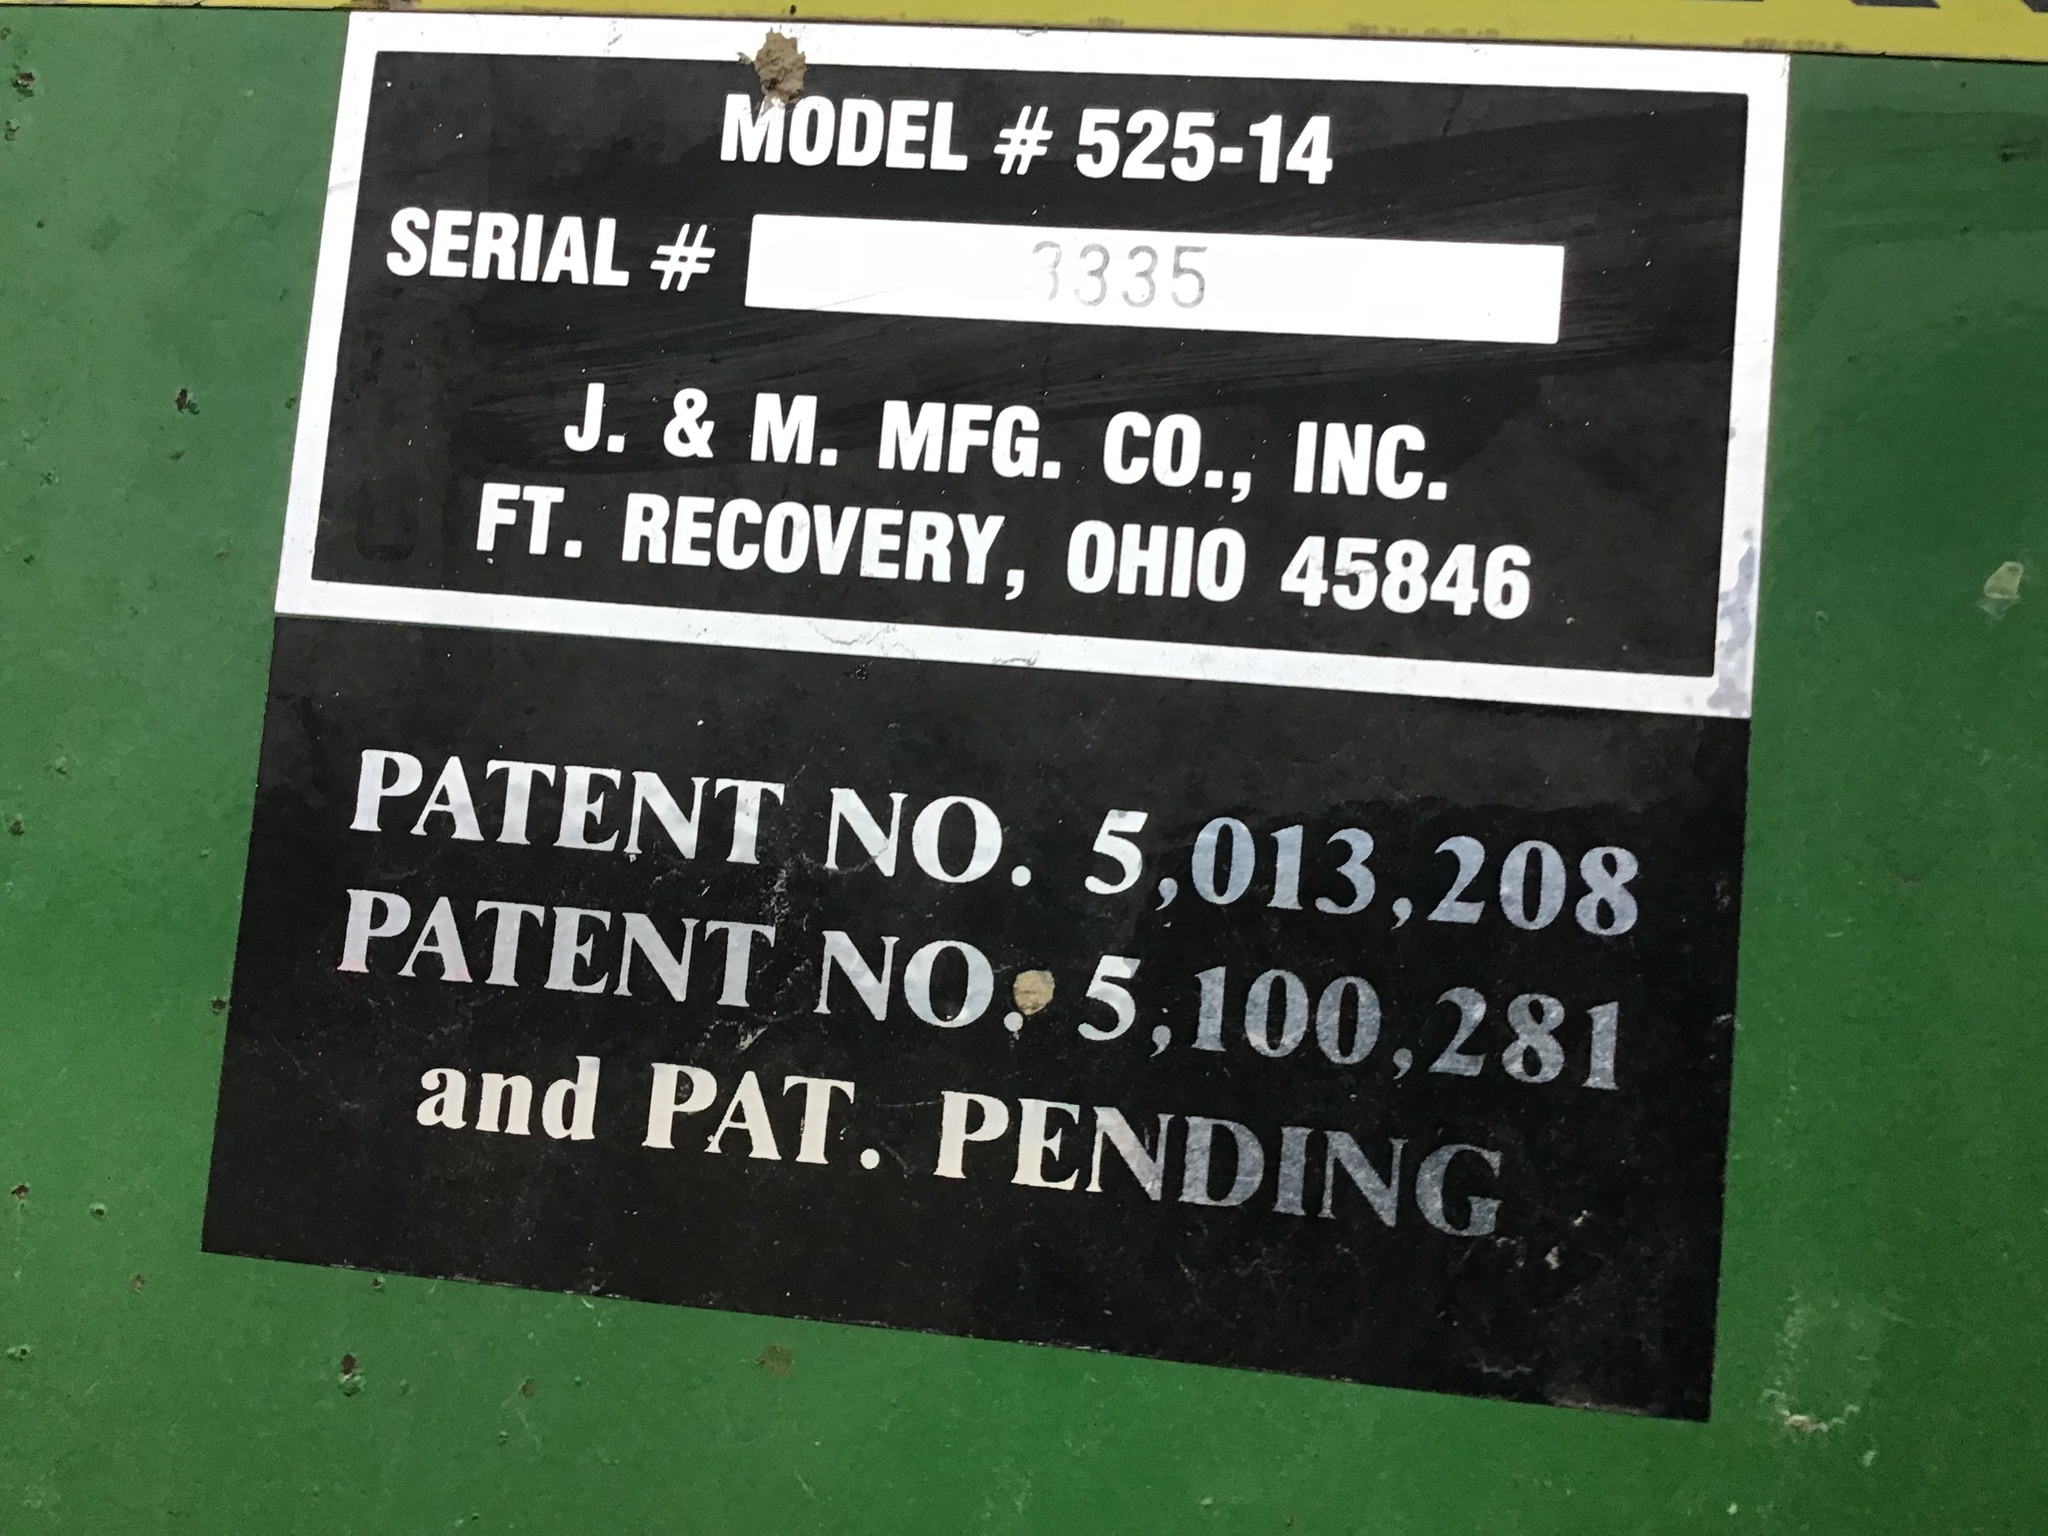 MODEL # 525-14
SERIAL # 3335
J. & M. MFG. CO., INC.
FT. RECOVERY, OHIO 45846
PATENT NO. 5,013,208
PATENT NO. 5,100,281
and PAT. PENDING